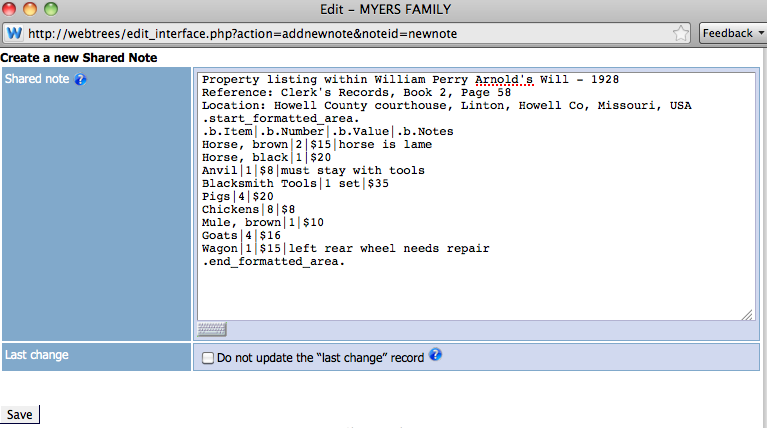 Edit – MYERS FAMILY
W http://webtrees/edit_interface.php?action=addnewnote&noteid=newnote Feedback
Create a new Shared Note
Shared note ?
Property listing within William Perry Arnold's Will - 1928
Reference: Clerk's Records, Book 2, Page 58
Location: Howell County courthouse, Linton, Howell Co, Missouri, USA
.start_formatted_area.
.b.Item|.b.Number|.b.Value|.b.Notes
Horse, brown|2|$15|horse is lame
Horse, black|1|$20
Anvil|1|$8|must stay with tools
Blacksmith Tools|1 set|$35
Pigs|4|$20
Chickens|8|$8
Mule, brown|1|$10
Goats|4|$16
Wagon|1|$15|left rear wheel needs repair
.end_formatted_area.
Last change
Do not update the “last change” record ?
Save